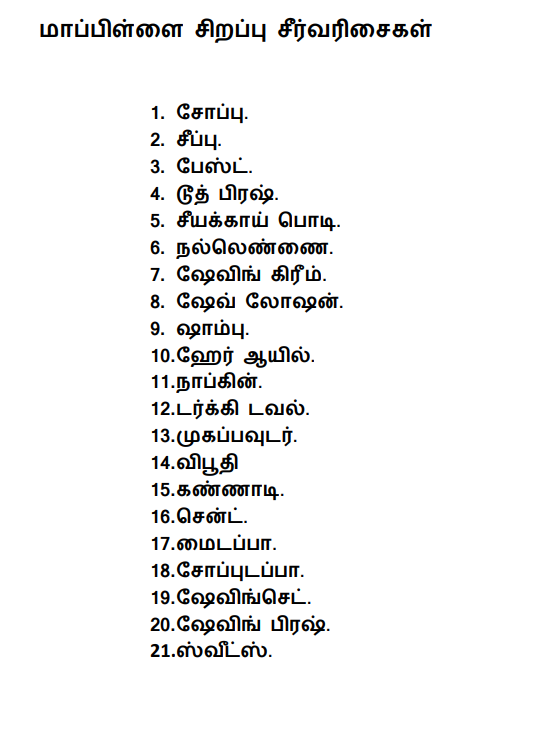 மாப்பிள்ளை சிறப்பு சீர்வரிசைகள்
1. சோப்பு.
2. சீப்பு.
3. பேஸ்ட்.
4. டூத் பிரஷ்.
5. சீயக்காய் பொடி.
6. நல்லெண்ணை.
7. ஷேவிங் கிரீம்.
8. ஷேவ் லோஷன்.
9. ஷாம்பு.
10.ஹேர் ஆயில்.
11.நாப்கின்.
12.டர்க்கி டவல்.
13.முகப்பவுடர்.
14.விபூதி
15.கண்ணாடி.
16.சென்ட்.
17.மைடப்பா.
18.சோப்புடப்பா.
19.ஷேவிங்செட்.
20.ஷேவிங் பிரஷ்.
21.ஸ்வீட்ஸ்.